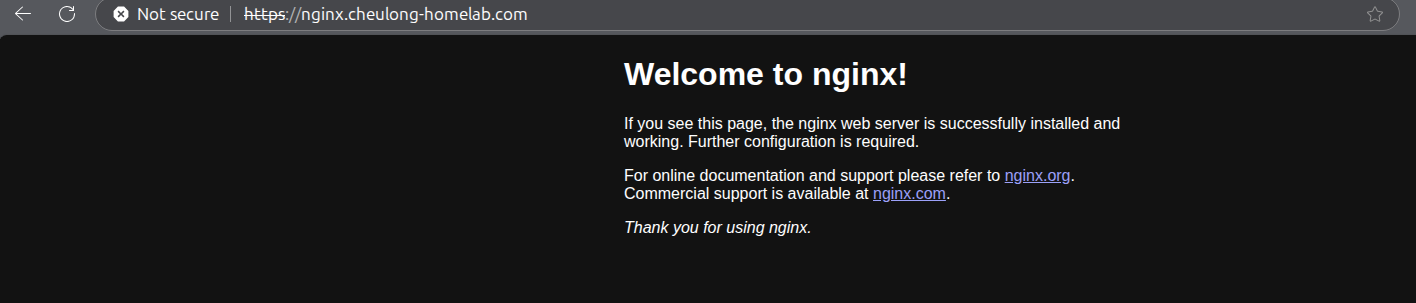 Not secure https://nginx.cheulong-homelab.com
Welcome to nginx!
If you see this page, the nginx web server is successfully installed and
working. Further configuration is required.
For online documentation and support please refer to nginx.org.
Commercial support is available at nginx.com.
Thank you for using nginx.